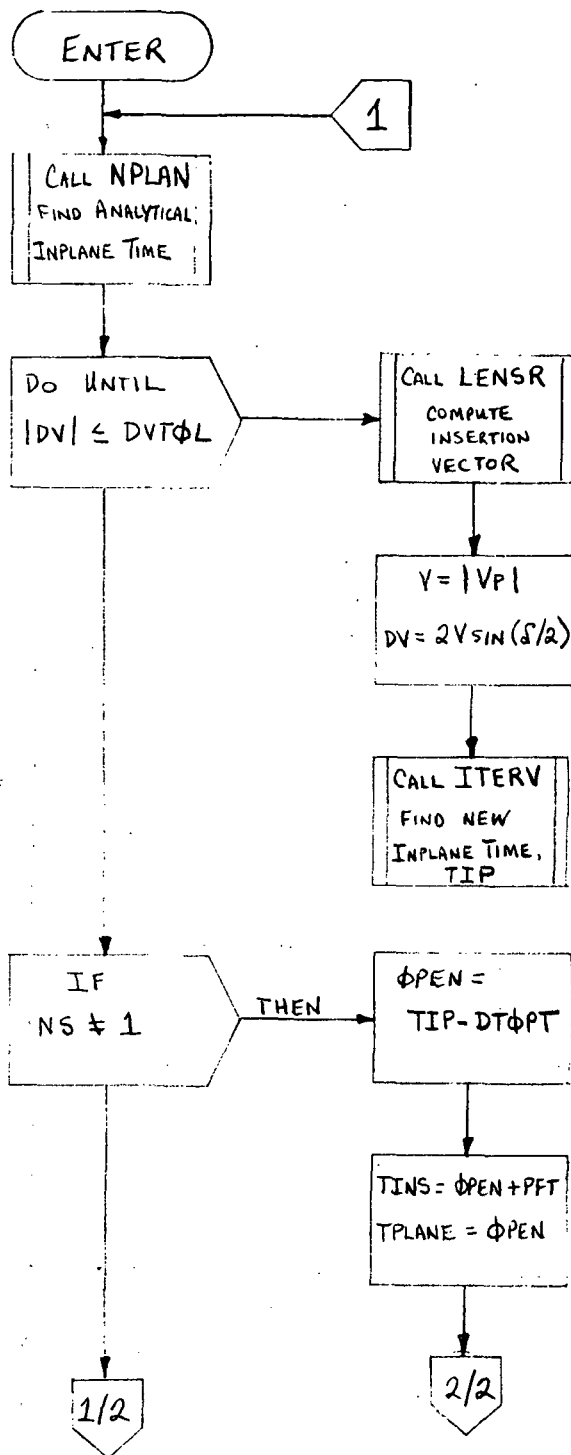 ENTER
1
CALL NPLAN
FIND ANALYTICAL
INPLANE TIME
DO UNTIL
|DV| ≤ DVTΦL
CALL LENSR
COMPUTE
INSERTION
VECTOR
V = |VP|
DV = 2V SIN(δ/2)
CALL ITERV
FIND NEW
INPLANE TIME,
TIP
IF
NS ≠ 1
THEN
ΦPEN =
TIP-DTΦPT
TINS = ΦPEN+PFT
TPLANE = ΦPEN
1/2
2/2